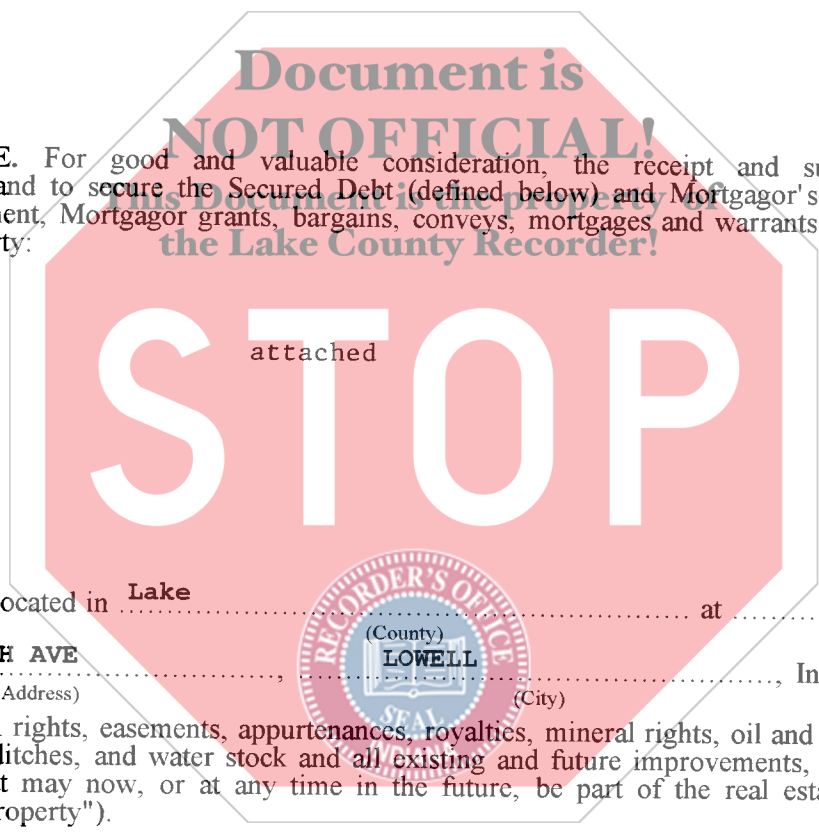 Document is
NOT OFFICIAL!
E. For good and valuable consideration, the receipt and su
and to secure the Secured Debt (defined below) and Mortgagor's
This Document is the property of
ent, Mortgagor grants, bargains, conveys, mortgages and warrants
the Lake County Recorder!
ty:
attached
STOP
ocated in Lake at
(County)
H AVE, LOWELL, In
Address) (City)
rights, easements, appurtenances, royalties, mineral rights, oil and
ditches, and water stock and all existing and future improvements,
t may now, or at any time in the future, be part of the real esta
roperty").
RECORDER'S OFFICE
SEAL
INDIANA